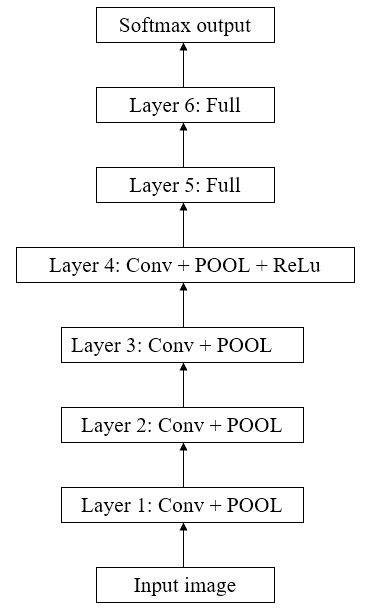 Softmax output
Layer 6: Full
Layer 5: Full
Layer 4: Conv + POOL + ReLu
Layer 3: Conv + POOL
Layer 2: Conv + POOL
Layer 1: Conv + POOL
Input image